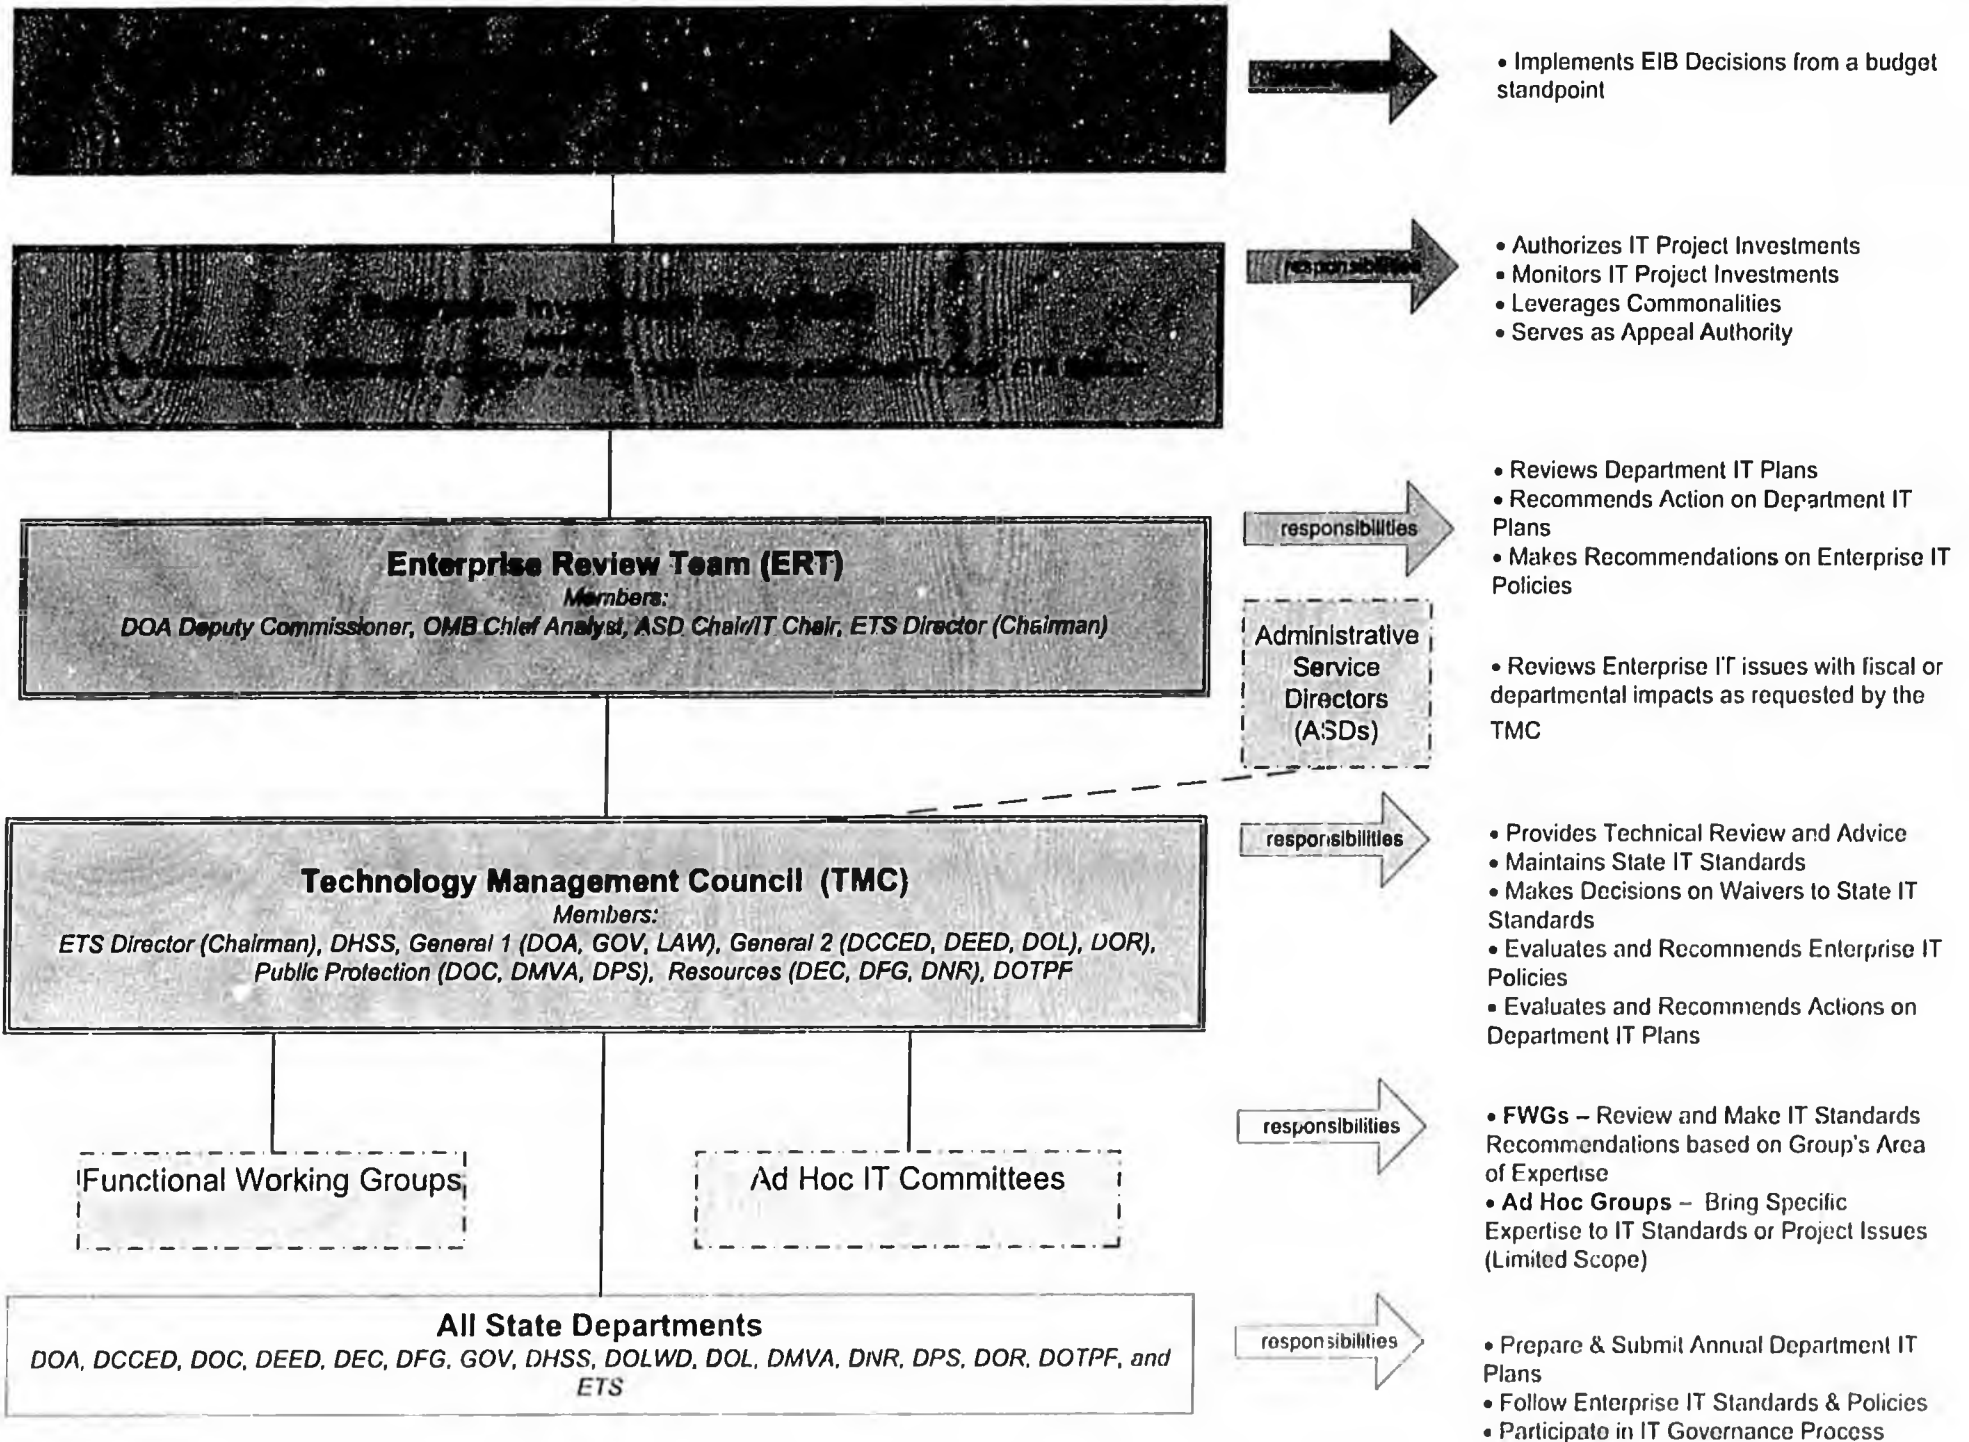 • Implements EIB Decisions from a budget
standpoint
responsibilities
• Authorizes IT Project Investments
• Monitors IT Project Investments
• Leverages Commonalities
• Serves as Appeal Authority
Enterprise Review Team (ERT)
Members:
DOA Deputy Commissioner, OMB Chief Analyst, ASD Chair/IT Chair, ETS Director (Chairman)
responsibilities
• Reviews Department IT Plans
• Recommends Action on Department IT
Plans
• Makes Recommendations on Enterprise IT
Policies
Administrative
Service
Directors
(ASDs)
• Reviews Enterprise IT issues with fiscal or
departmental impacts as requested by the
TMC
Technology Management Council (TMC)
Members:
ETS Director (Chairman), DHSS, General 1 (DOA, GOV, LAW), General 2 (DCCED, DEED, DOL), DOR),
Public Protection (DOC, DMVA, DPS), Resources (DEC, DFG, DNR), DOTPF
responsibilities
• Provides Technical Review and Advice
• Maintains State IT Standards
• Makes Decisions on Waivers to State IT
Standards
• Evaluates and Recommends Enterprise IT
Policies
• Evaluates and Recommends Actions on
Department IT Plans
Functional Working Groups
Ad Hoc IT Committees
responsibilities
• FWGs – Review and Make IT Standards
Recommendations based on Group's Area
of Expertise
• Ad Hoc Groups – Bring Specific
Expertise to IT Standards or Project Issues
(Limited Scope)
All State Departments
DOA, DCCED, DOC, DEED, DEC, DFG, GOV, DHSS, DOLWD, DOL, DMVA, DNR, DPS, DOR, DOTPF, and
ETS
responsibilities
• Prepare & Submit Annual Department IT
Plans
• Follow Enterprise IT Standards & Policies
• Participate in IT Governance Process